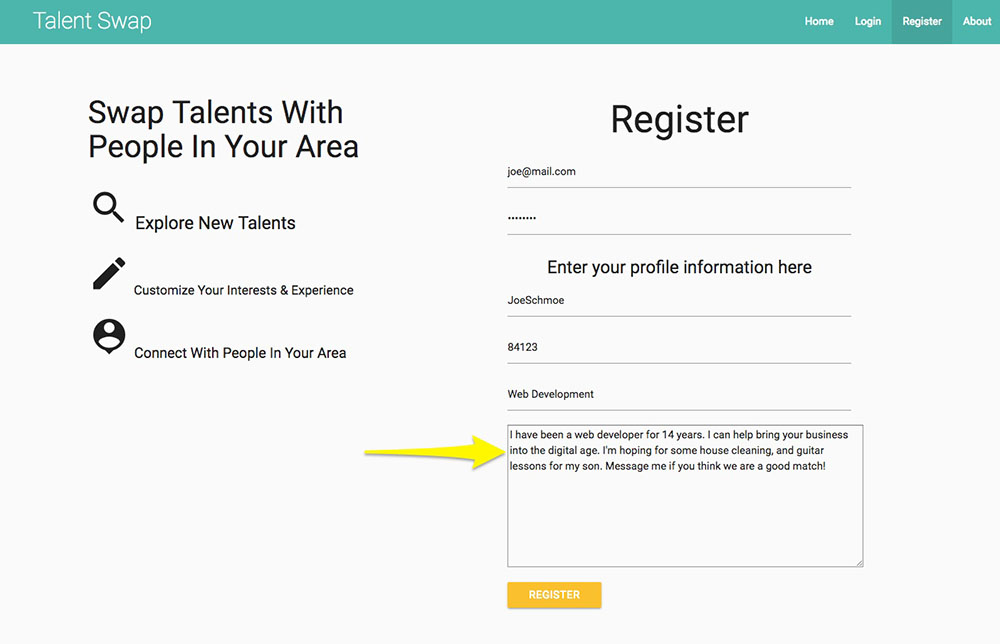 Talent Swap
Home Login Register About
Swap Talents With
People In Your Area
Explore New Talents
Customize Your Interests & Experience
Connect With People In Your Area
Register
joe@mail.com
••••••••
Enter your profile information here
JoeSchmoe
84123
Web Development
I have been a web developer for 14 years. I can help bring your business
into the digital age. I'm hoping for some house cleaning, and guitar
lessons for my son. Message me if you think we are a good match!
REGISTER